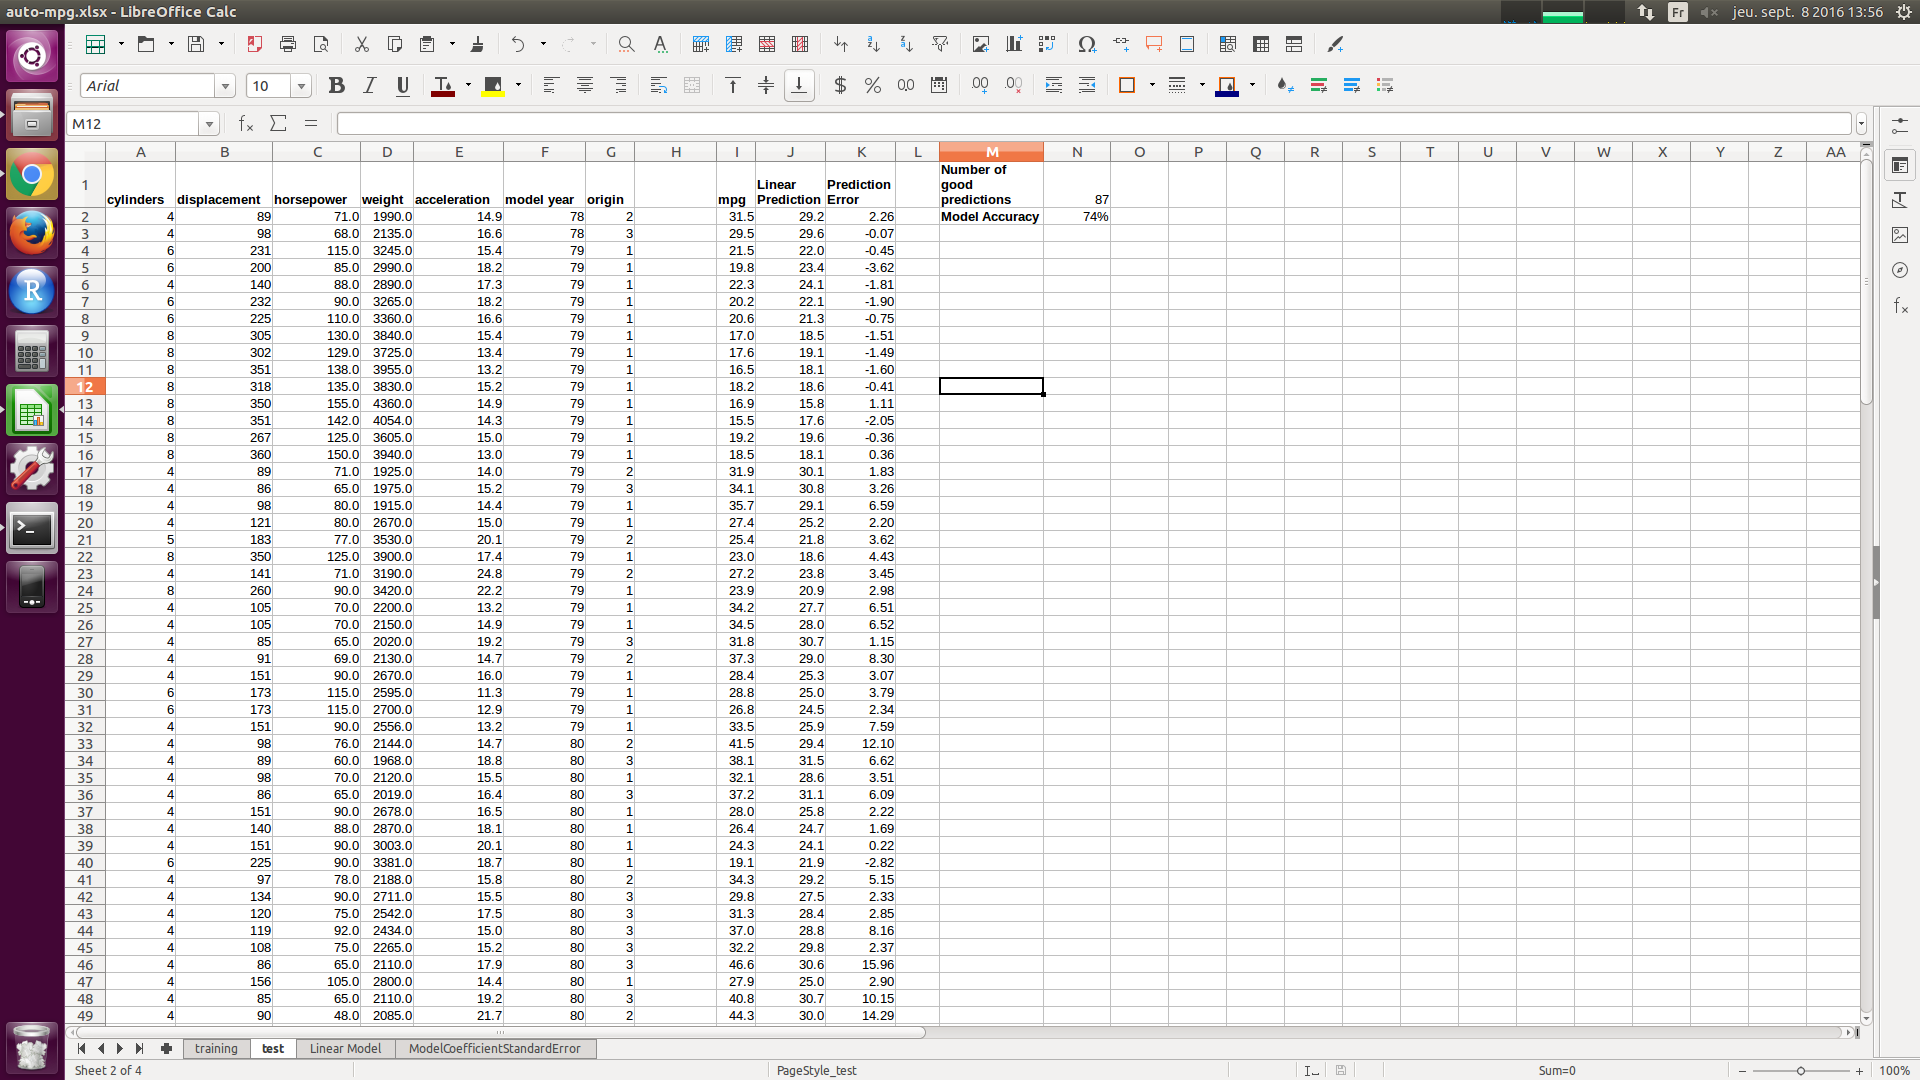 auto-mpg.xlsx - LibreOffice Calc
Fr
jeu. sept. 8 2016 13:56
Arial
10
M12
A B C D E F G H I J K L M N O P Q R S T U V W X Y Z AA
1 cylinders displacement horsepower weight acceleration model year origin mpg Linear Prediction Prediction Error Number of good predictions 87
2 4 89 71.0 1990.0 14.9 78 2 31.5 29.2 2.26 Model Accuracy 74%
3 4 98 68.0 2135.0 16.6 78 3 29.5 29.6 -0.07
4 6 231 115.0 3245.0 15.4 79 1 21.5 22.0 -0.45
5 6 200 85.0 2990.0 18.2 79 1 19.8 23.4 -3.62
6 4 140 88.0 2890.0 17.3 79 1 22.3 24.1 -1.81
7 6 232 90.0 3265.0 18.2 79 1 20.2 22.1 -1.90
8 6 225 110.0 3360.0 16.6 79 1 20.6 21.3 -0.75
9 8 305 130.0 3840.0 15.4 79 1 17.0 18.5 -1.51
10 8 302 129.0 3725.0 13.4 79 1 17.6 19.1 -1.49
11 8 351 138.0 3955.0 13.2 79 1 16.5 18.1 -1.60
12 8 318 135.0 3830.0 15.2 79 1 18.2 18.6 -0.41
13 8 350 155.0 4360.0 14.9 79 1 16.9 15.8 1.11
14 8 351 142.0 4054.0 14.3 79 1 15.5 17.6 -2.05
15 8 267 125.0 3605.0 15.0 79 1 19.2 19.6 -0.36
16 8 360 150.0 3940.0 13.0 79 1 18.5 18.1 0.36
17 4 89 71.0 1925.0 14.0 79 2 31.9 30.1 1.83
18 4 86 65.0 1975.0 15.2 79 3 34.1 30.8 3.26
19 4 98 80.0 1915.0 14.4 79 1 35.7 29.1 6.59
20 4 121 80.0 2670.0 15.0 79 1 27.4 25.2 2.20
21 5 183 77.0 3530.0 20.1 79 2 25.4 21.8 3.62
22 8 350 125.0 3900.0 17.4 79 1 23.0 18.6 4.43
23 4 141 71.0 3190.0 24.8 79 2 27.2 23.8 3.45
24 8 260 90.0 3420.0 22.2 79 1 23.9 20.9 2.98
25 4 105 70.0 2200.0 13.2 79 1 34.2 27.7 6.51
26 4 105 70.0 2150.0 14.9 79 1 34.5 28.0 6.52
27 4 85 65.0 2020.0 19.2 79 3 31.8 30.7 1.15
28 4 91 69.0 2130.0 14.7 79 2 37.3 29.0 8.30
29 4 151 90.0 2670.0 16.0 79 1 28.4 25.3 3.07
30 6 173 115.0 2595.0 11.3 79 1 28.8 25.0 3.79
31 6 173 115.0 2700.0 12.9 79 1 26.8 24.5 2.34
32 4 151 90.0 2556.0 13.2 79 1 33.5 25.9 7.59
33 4 98 76.0 2144.0 14.7 80 2 41.5 29.4 12.10
34 4 89 60.0 1968.0 18.8 80 3 38.1 31.5 6.62
35 4 98 70.0 2120.0 15.5 80 1 32.1 28.6 3.51
36 4 86 65.0 2019.0 16.4 80 3 37.2 31.1 6.09
37 4 151 90.0 2678.0 16.5 80 1 28.0 25.8 2.22
38 4 140 88.0 2870.0 18.1 80 1 26.4 24.7 1.69
39 4 151 90.0 3003.0 20.1 80 1 24.3 24.1 0.22
40 6 225 90.0 3381.0 18.7 80 1 19.1 21.9 -2.82
41 4 97 78.0 2188.0 15.8 80 2 34.3 29.2 5.15
42 4 134 90.0 2711.0 15.5 80 3 29.8 27.5 2.33
43 4 120 75.0 2542.0 17.5 80 3 31.3 28.4 2.85
44 4 119 92.0 2434.0 15.0 80 3 37.0 28.8 8.16
45 4 108 75.0 2265.0 15.2 80 3 32.2 29.8 2.37
46 4 86 65.0 2110.0 17.9 80 3 46.6 30.6 15.96
47 4 156 105.0 2800.0 14.4 80 1 27.9 25.0 2.90
48 4 85 65.0 2110.0 19.2 80 3 40.8 30.7 10.15
49 4 90 48.0 2085.0 21.7 80 2 44.3 30.0 14.29
training test Linear Model ModelCoefficientStandardError
Sheet 2 of 4 PageStyle_test Sum=0 100%